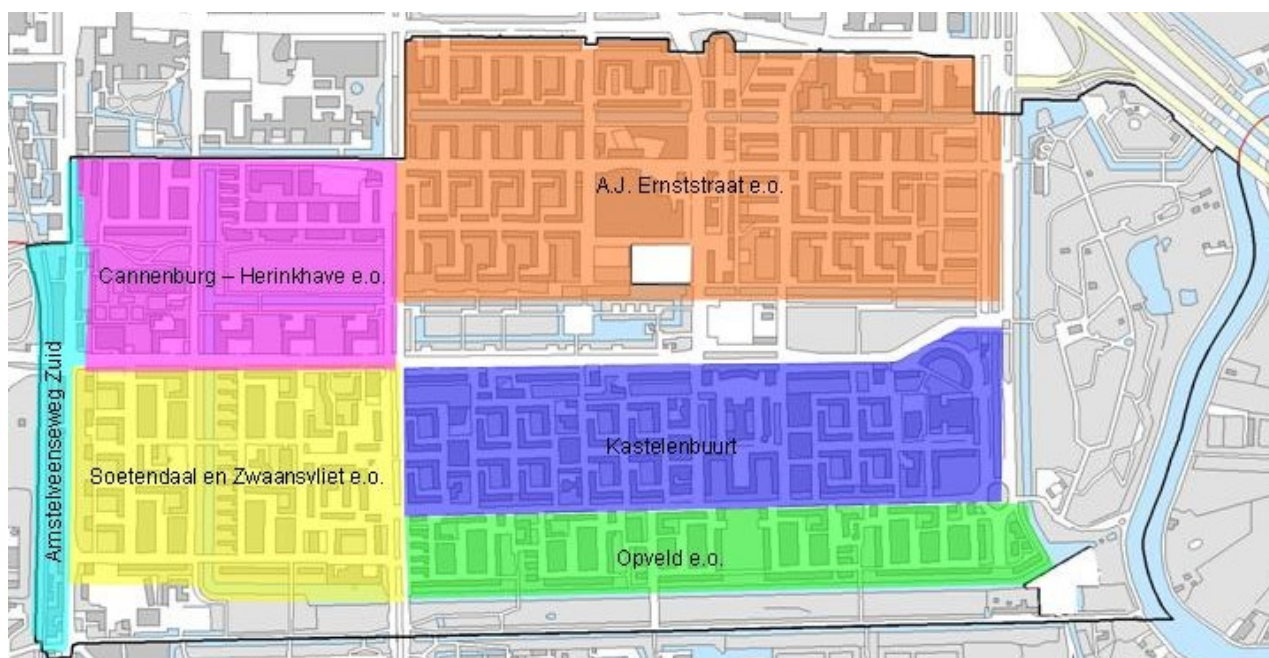 A.J. Ernststraat e.o.
Cannenburg – Herinkhave e.o.
Amstelveenseweg Zuid
Kastelenbuurt
Soetendaal en Zwaansvliet e.o.
Opveld e.o.